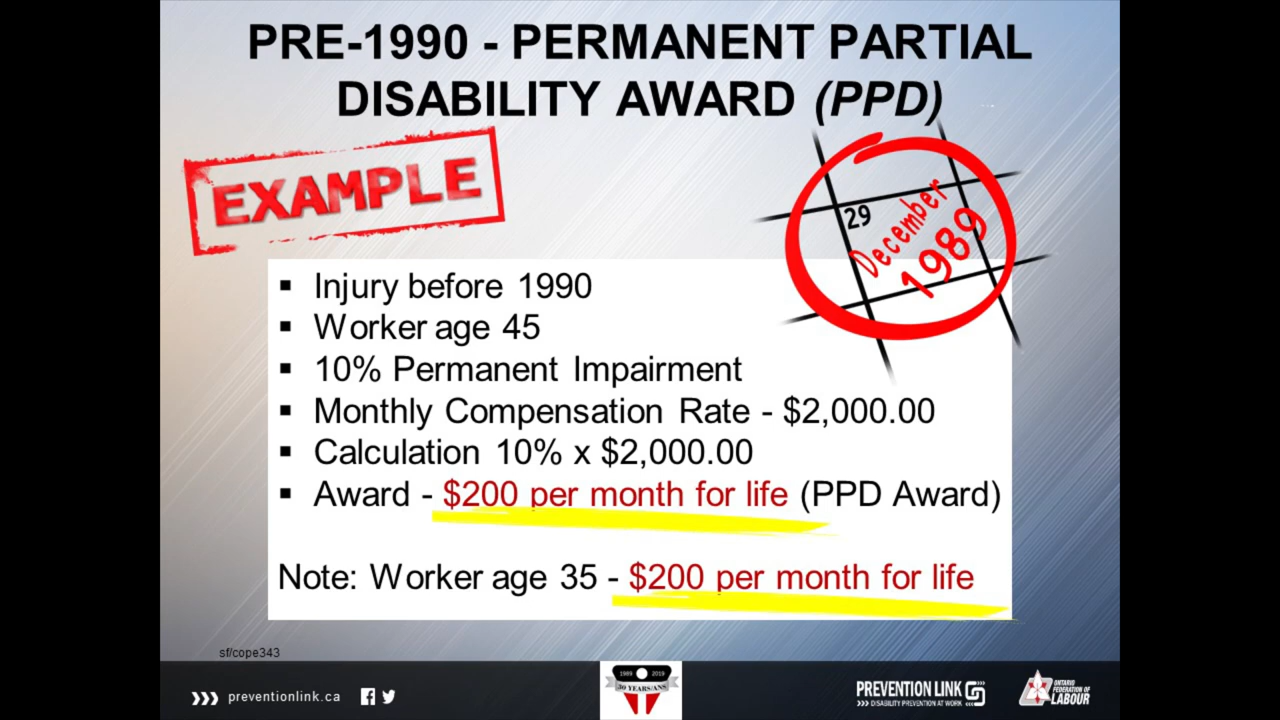 PRE-1990 - PERMANENT PARTIAL
DISABILITY AWARD (PPD)
EXAMPLE
29
December
1989
▪ Injury before 1990
▪ Worker age 45
▪ 10% Permanent Impairment
▪ Monthly Compensation Rate - $2,000.00
▪ Calculation 10% x $2,000.00
▪ Award - $200 per month for life (PPD Award)
Note: Worker age 35 - $200 per month for life
sf/cope343
preventionlink.ca
1989 2019
30 YEARS/ANS
PREVENTION LINK
DISABILITY PREVENTION AT WORK
ONTARIO
FEDERATION OF
LABOUR